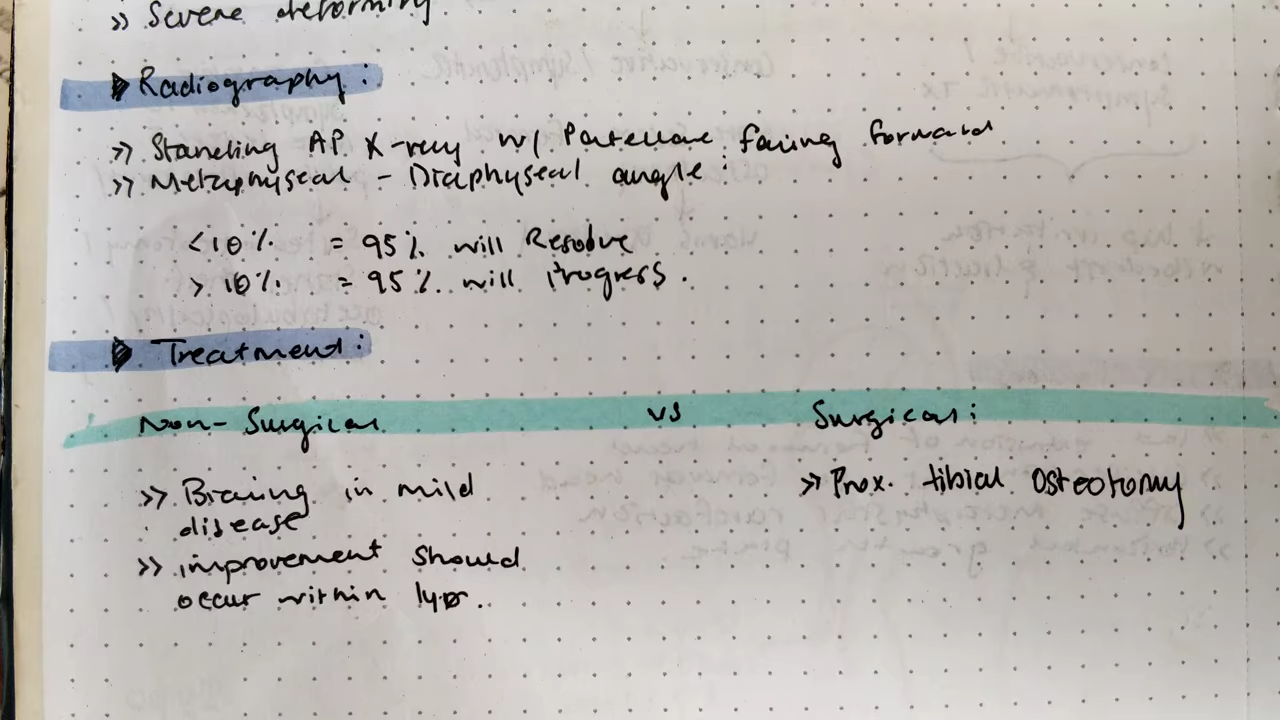 >> Severe deformity
Radiography:
>> Standing AP X-ray w/ Patellae facing forward
>> Metaphyseal - Diaphyseal angle:
<10% = 95% will Resolve
> 10% = 95% will Progress.
Treatment:
Non-Surgical vs Surgical:
>> Bracing in mild
disease
>> improvement should
occur within 1yr.
>> Prox. tibial Osteotomy